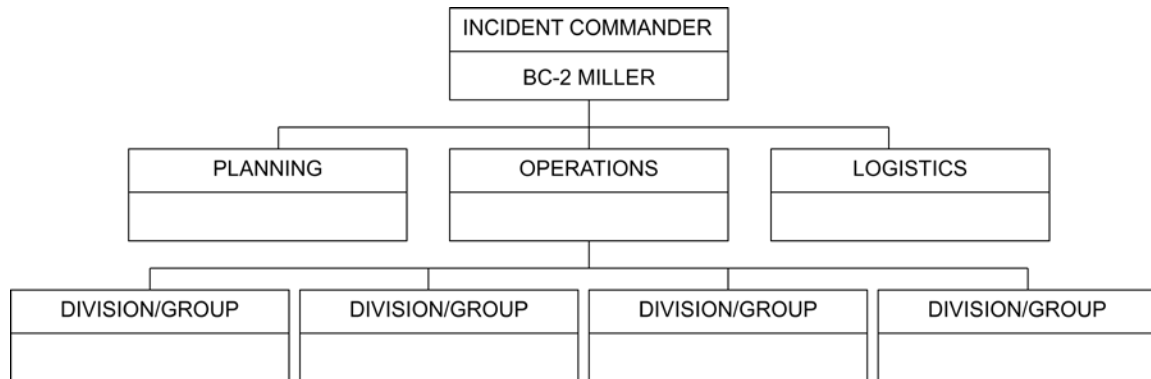 INCIDENT COMMANDER
BC-2 MILLER
PLANNING
OPERATIONS
LOGISTICS
DIVISION/GROUP
DIVISION/GROUP
DIVISION/GROUP
DIVISION/GROUP